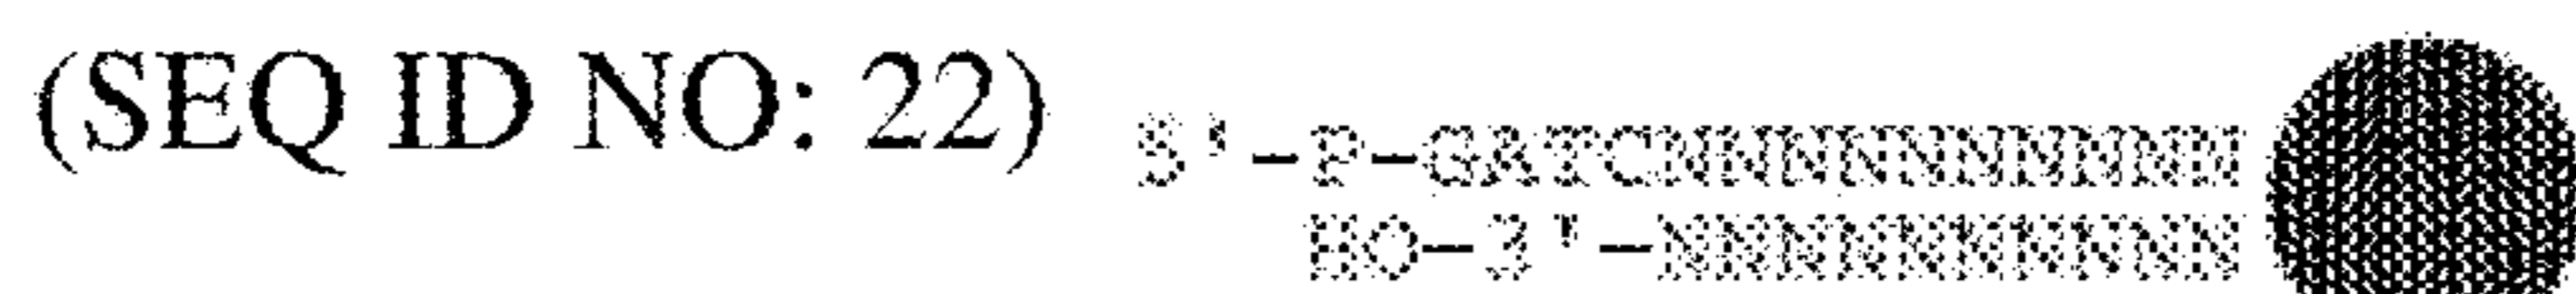 (SEQ ID NO: 22) 5'-P-GATCNNNNNNNNNN
HO-3'-NNNNNNNNNN